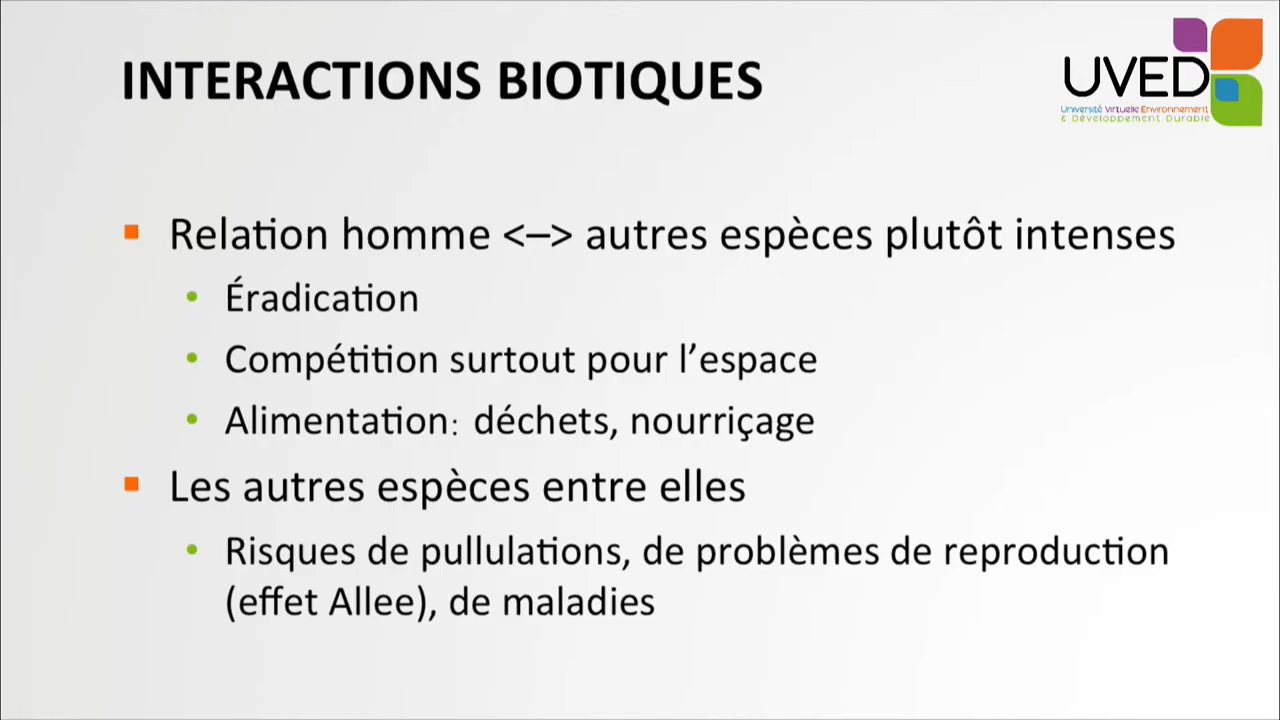 INTERACTIONS BIOTIQUES
UVED
Université Virtuelle Environnement
& Développement Durable
Relation homme <–> autres espèces plutôt intenses
Éradication
Compétition surtout pour l’espace
Alimentation: déchets, nourriçage
Les autres espèces entre elles
Risques de pullulations, de problèmes de reproduction
(effet Allee), de maladies